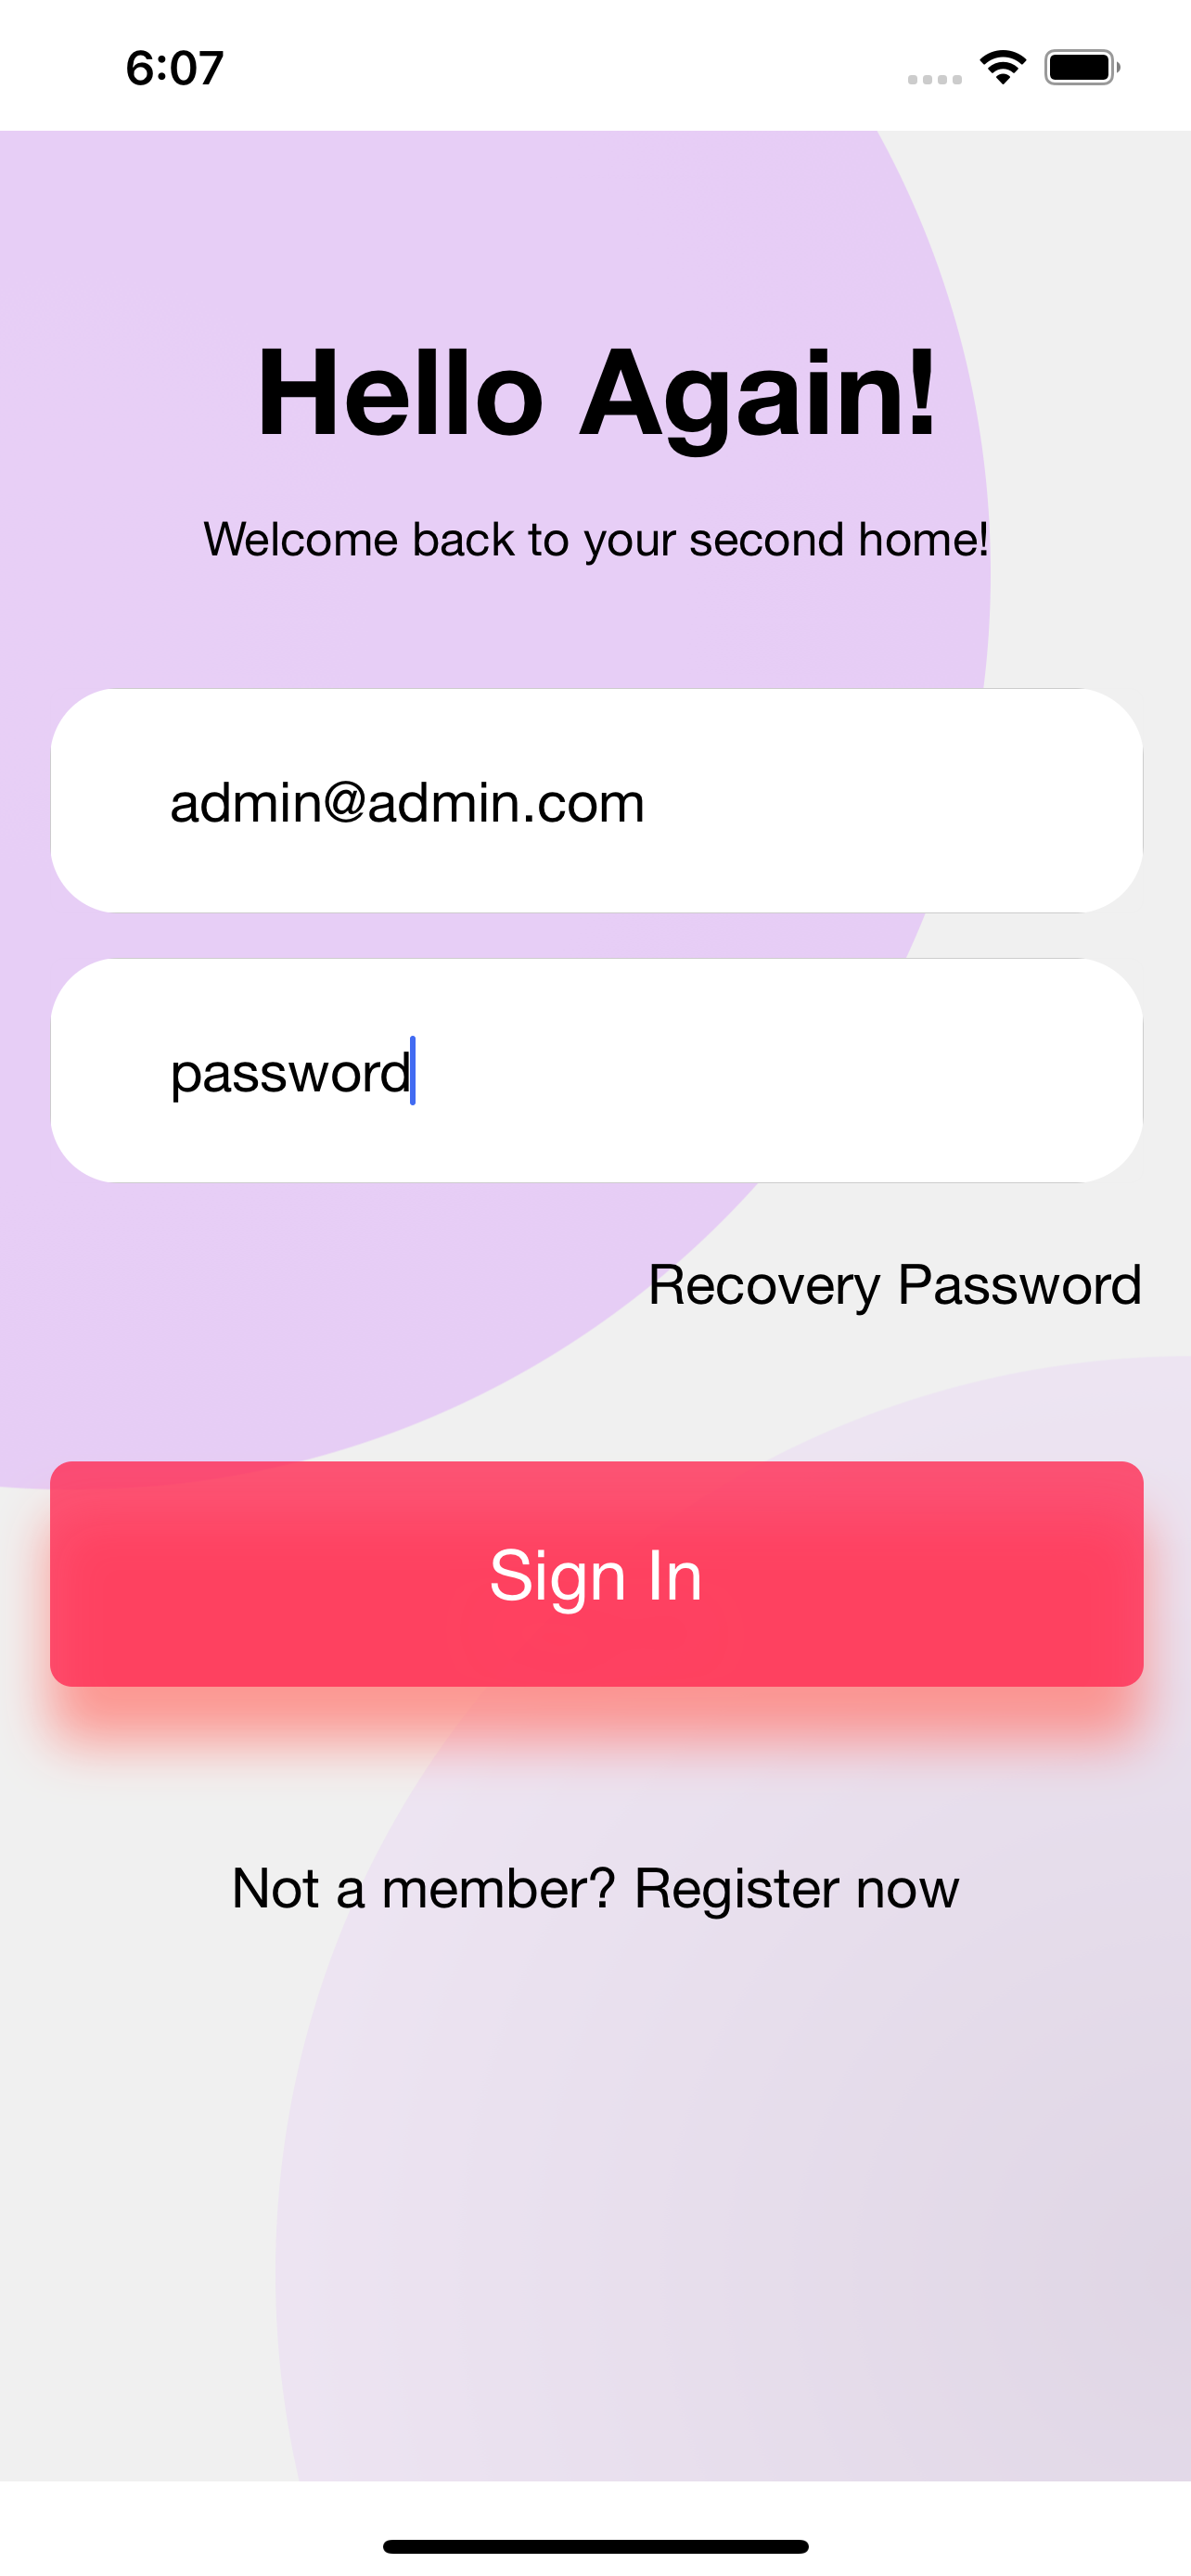 6:07
Hello Again!
Welcome back to your second home!
admin@admin.com
password
Recovery Password
Sign In
Not a member? Register now